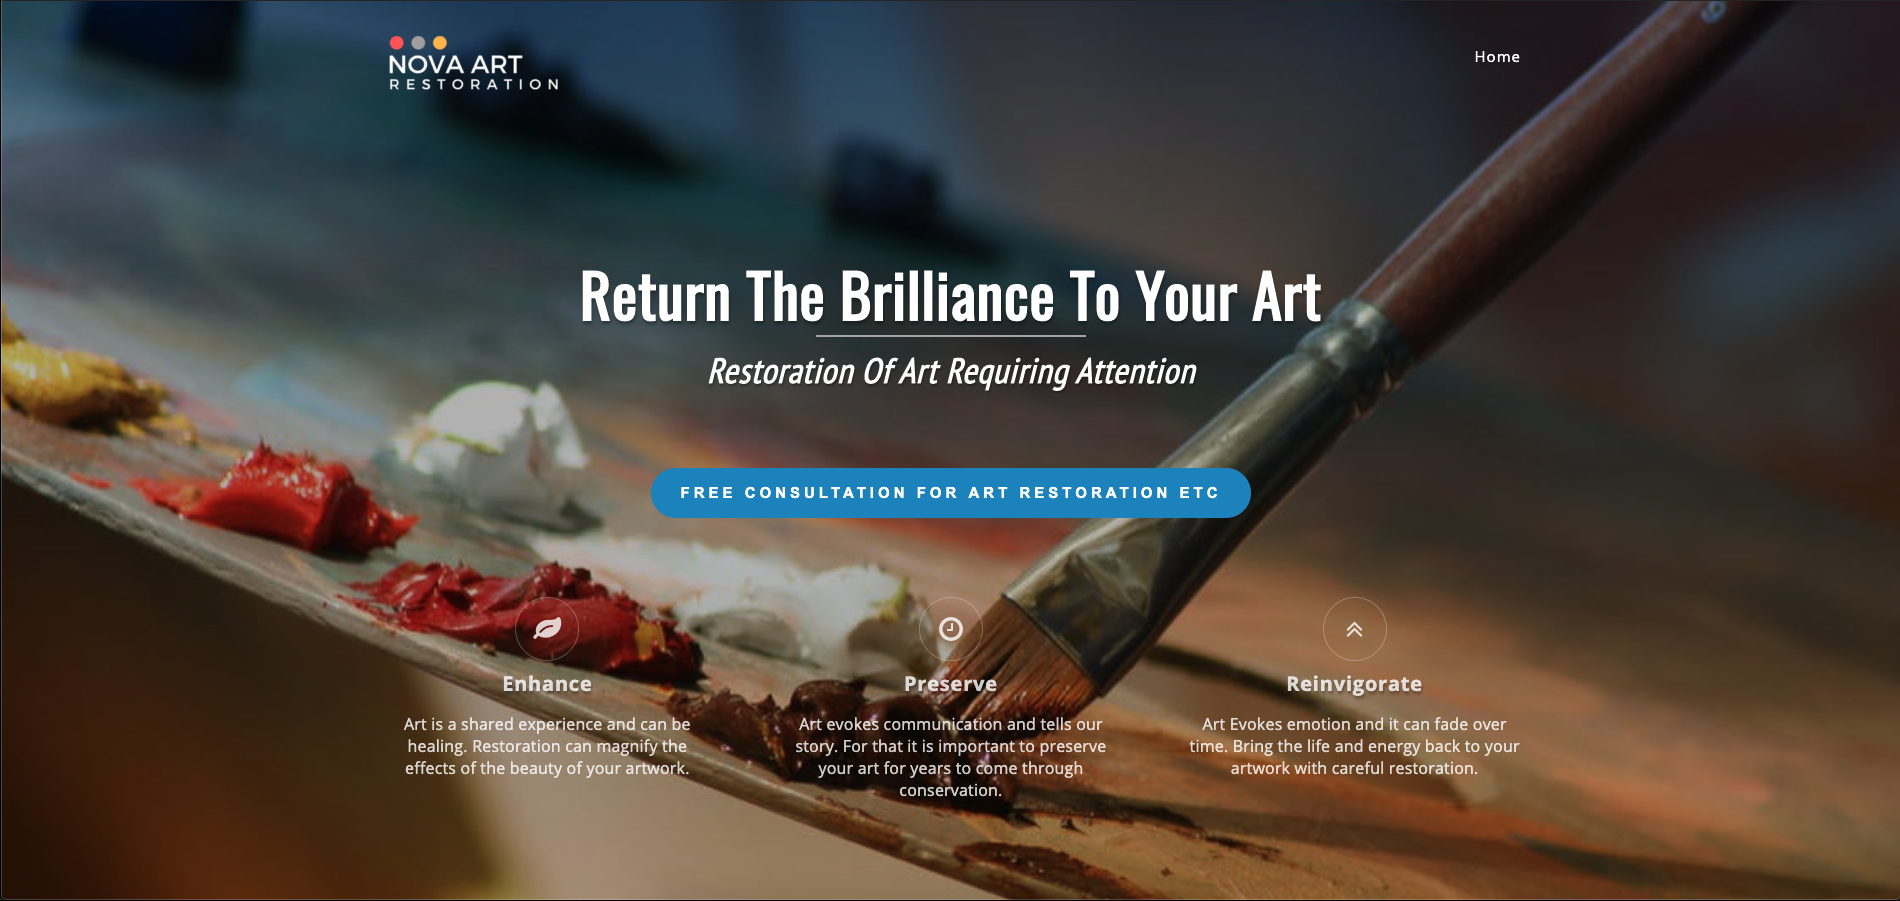 NOVA ART
RESTORATION
Home
Return The Brilliance To Your Art
Restoration Of Art Requiring Attention
FREE CONSULTATION FOR ART RESTORATION ETC
Enhance
Art is a shared experience and can be
healing. Restoration can magnify the
effects of the beauty of your artwork.
Preserve
Art evokes communication and tells our
story. For that it is important to preserve
your art for years to come through
conservation.
Reinvigorate
Art Evokes emotion and it can fade over
time. Bring the life and energy back to your
artwork with careful restoration.